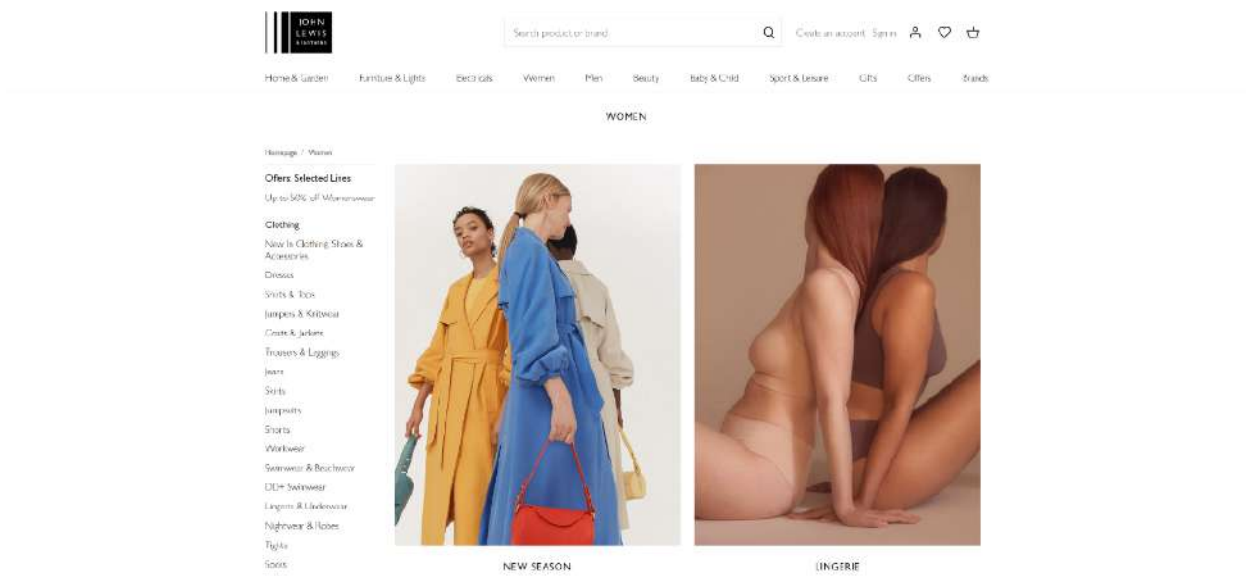 JOHN
LEWIS
& PARTNERS
Search product or brand
Create an account Sign in
Home & Garden Furniture & Lights Electricals Women Men Beauty Baby & Child Sport & Leisure Gifts Offers Brands
WOMEN
Homepage / Women
Offers: Selected Lines
Up to 50% off Womenswear
Clothing
New In Clothing, Shoes &
Accessories
Dresses
Shirts & Tops
Jumpers & Knitwear
Coats & Jackets
Trousers & Leggings
Jeans
Skirts
Jumpsuits
Shorts
Workwear
Swimwear & Beachwear
DD+ Swimwear
Lingerie & Underwear
Nightwear & Robes
Tights
Socks
NEW SEASON
LINGERIE